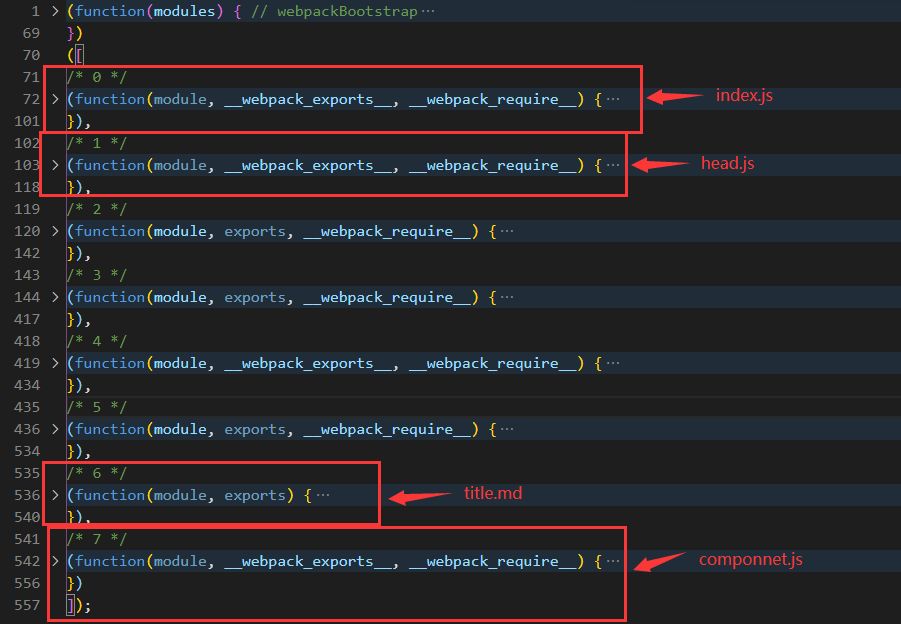 1 > (function(modules) { // webpackBootstrap ···
69 })
70 ([
71 /* 0 */
72 > (function(module, __webpack_exports__, __webpack_require__) { ··· index.js
101 }),
102 /* 1 */
103 > (function(module, __webpack_exports__, __webpack_require__) { ··· head.js
118 }),
119 /* 2 */
120 > (function(module, exports, __webpack_require__) { ···
142 }),
143 /* 3 */
144 > (function(module, exports, __webpack_require__) { ···
417 }),
418 /* 4 */
419 > (function(module, __webpack_exports__, __webpack_require__) { ···
434 }),
435 /* 5 */
436 > (function(module, exports, __webpack_require__) { ···
534 }),
535 /* 6 */
536 > (function(module, exports) { ··· title.md
540 }),
541 /* 7 */
542 > (function(module, __webpack_exports__, __webpack_require__) { ··· componnet.js
556 })
557 ]);